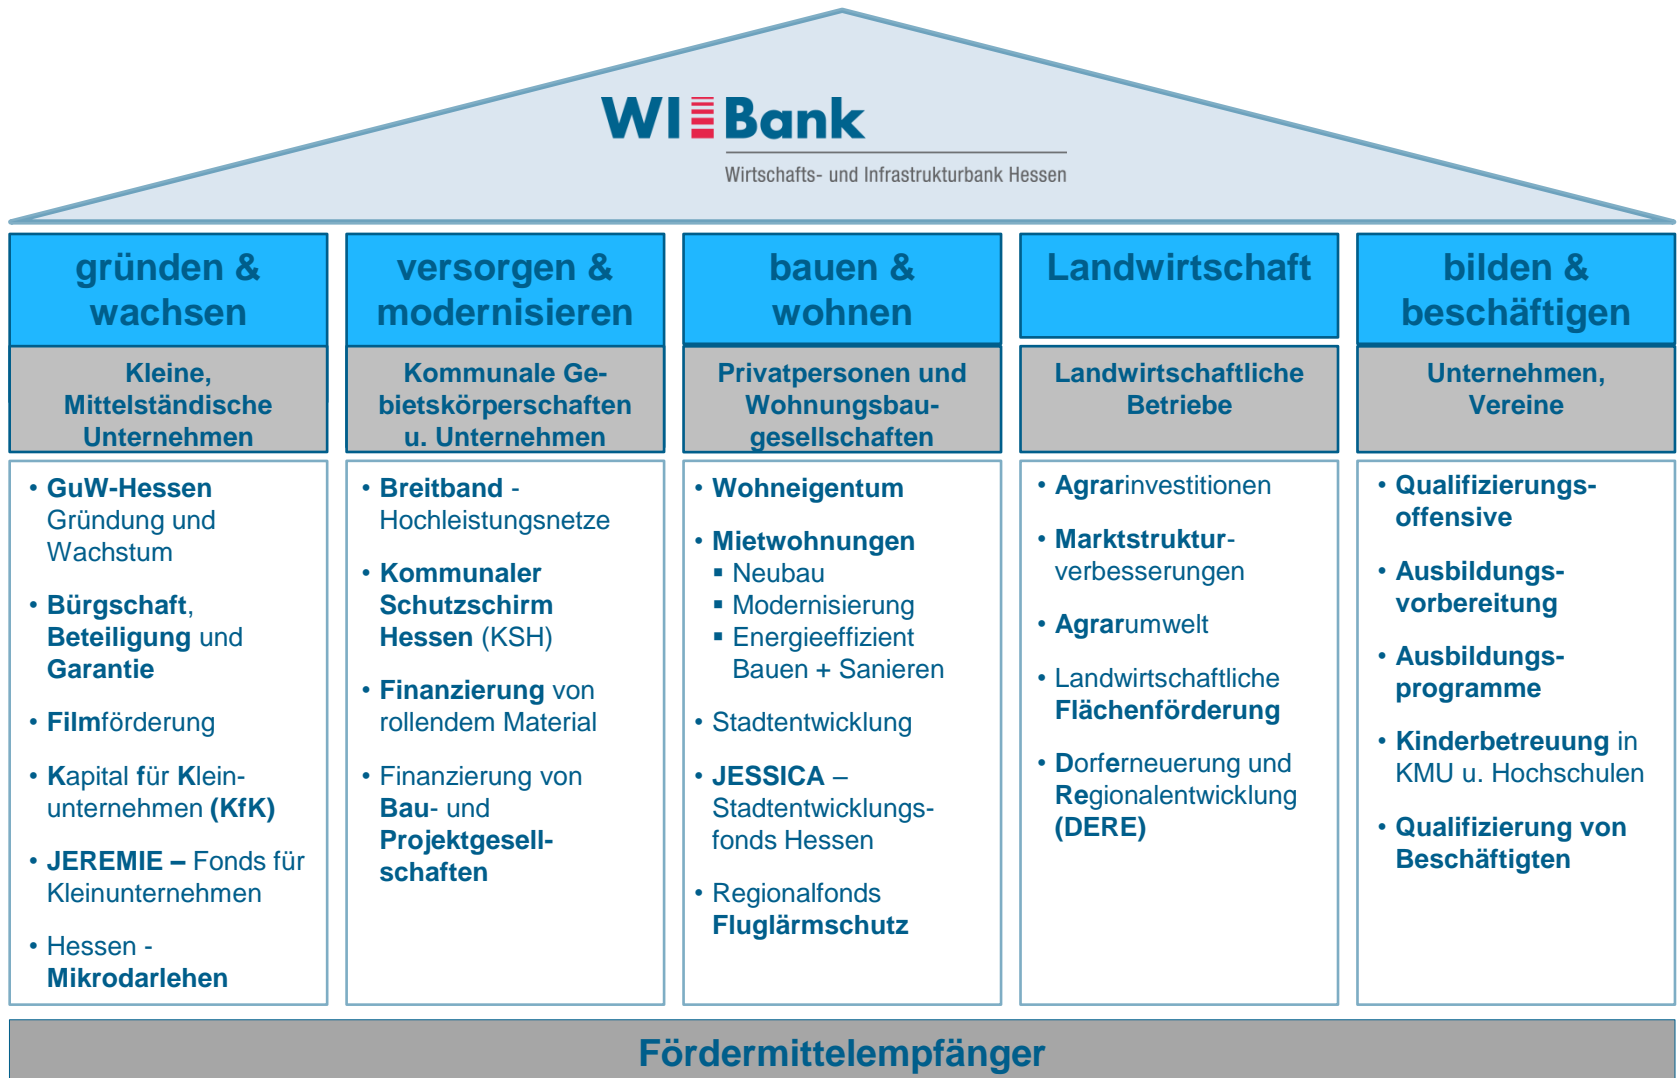 WI Bank
Wirtschafts- und Infrastrukturbank Hessen
gründen &
wachsen
Kleine,
Mittelständische
Unternehmen
• GuW-Hessen
Gründung und
Wachstum
• Bürgschaft,
Beteiligung und
Garantie
• Filmförderung
• Kapital für Klein-
unternehmen (KfK)
• JEREMIE – Fonds für
Kleinunternehmen
• Hessen -
Mikrodarlehen
versorgen &
modernisieren
Kommunale Ge-
bietskörperschaften
u. Unternehmen
• Breitband -
Hochleistungsnetze
• Kommunaler
Schutzschirm
Hessen (KSH)
• Finanzierung von
rollendem Material
• Finanzierung von
Bau- und
Projektgesell-
schaften
bauen &
wohnen
Privatpersonen und
Wohnungsbau-
gesellschaften
• Wohneigentum
• Mietwohnungen
▪ Neubau
▪ Modernisierung
▪ Energieeffizient
Bauen + Sanieren
• Stadtentwicklung
• JESSICA –
Stadtentwicklungs-
fonds Hessen
• Regionalfonds
Fluglärmschutz
Landwirtschaft
Landwirtschaftliche
Betriebe
• Agrarinvestitionen
• Marktstruktur-
verbesserungen
• Agrarumwelt
• Landwirtschaftliche
Flächenförderung
• Dorferneuerung und
Regionalentwicklung
(DERE)
bilden &
beschäftigen
Unternehmen,
Vereine
• Qualifizierungs-
offensive
• Ausbildungs-
vorbereitung
• Ausbildungs-
programme
• Kinderbetreuung in
KMU u. Hochschulen
• Qualifizierung von
Beschäftigten
Fördermittelempfänger